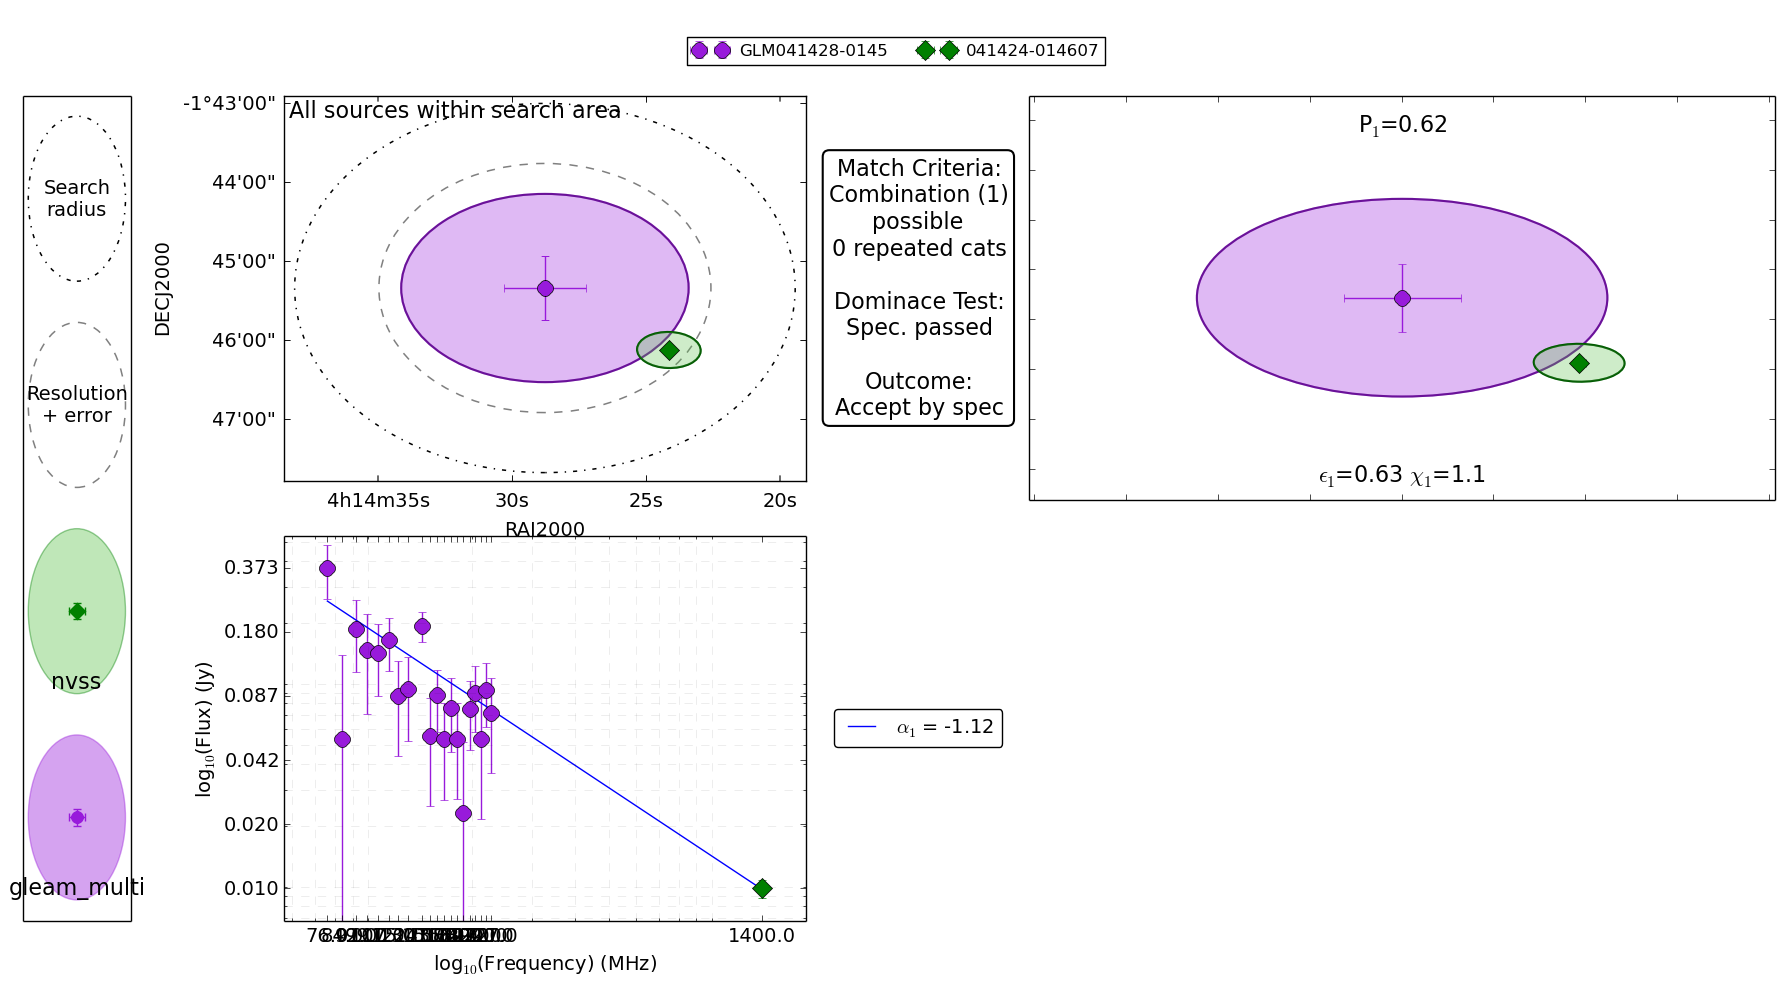 GLM041428-0145 041424-014607
Search
radius
Resolution
+ error
nvss
gleam_multi
All sources within search area
DECJ2000
-1°43'00"
44'00"
45'00"
46'00"
47'00"
4h14m35s 30s 25s 20s
RAJ2000
Match Criteria:
Combination (1)
possible
0 repeated cats
Dominace Test:
Spec. passed
Outcome:
Accept by spec
P₁=0.62
ϵ₁=0.63 χ₁=1.1
log₁₀(Flux) (Jy)
0.373
0.180
0.087
0.042
0.020
0.010
1400.0
log₁₀(Frequency) (MHz)
α₁ = -1.12